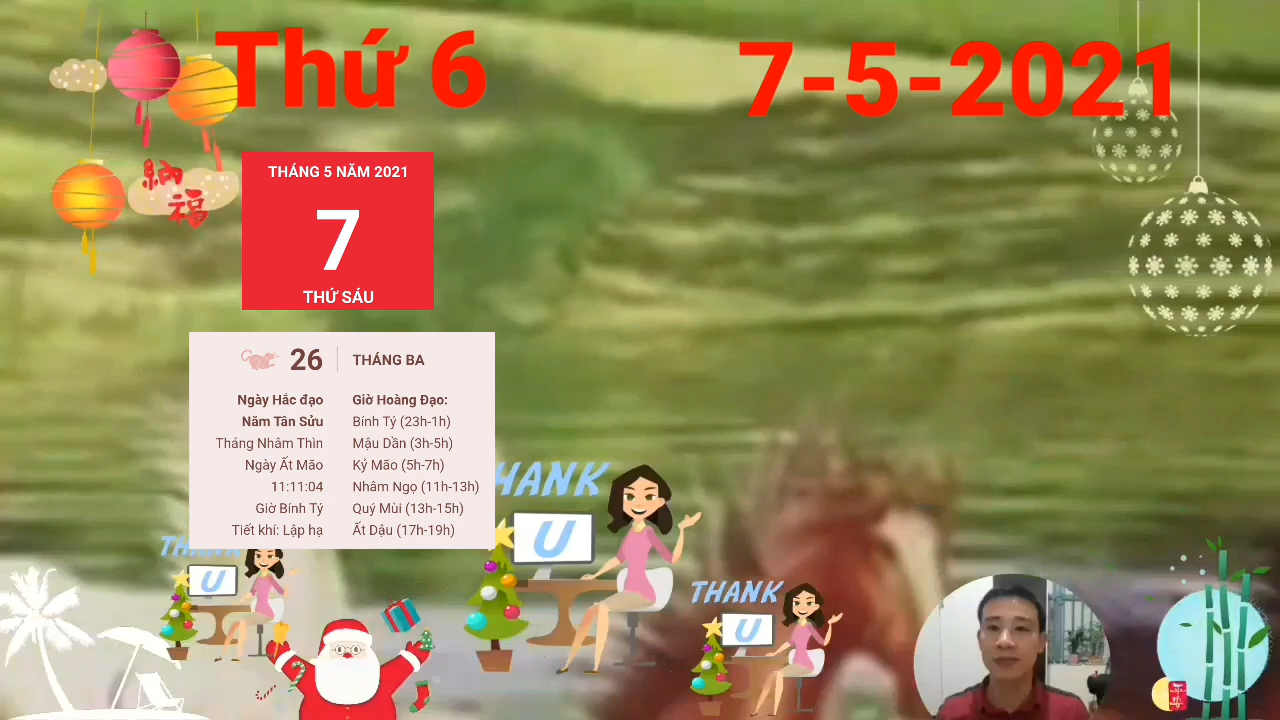 Thứ 6
7-5-2021
THÁNG 5 NĂM 2021
7
THỨ SÁU
納
福
26
THÁNG BA
Ngày Hắc đạo
Năm Tân Sửu
Tháng Nhâm Thìn
Ngày Ất Mão
11:11:04
Giờ Bính Tý
Tiết khí: Lập hạ
Giờ Hoàng Đạo:
Bính Tý (23h-1h)
Mậu Dần (3h-5h)
Kỷ Mão (5h-7h)
Nhâm Ngọ (11h-13h)
Quý Mùi (13h-15h)
Ất Dậu (17h-19h)
HANK
U
TH
U
THANK
U